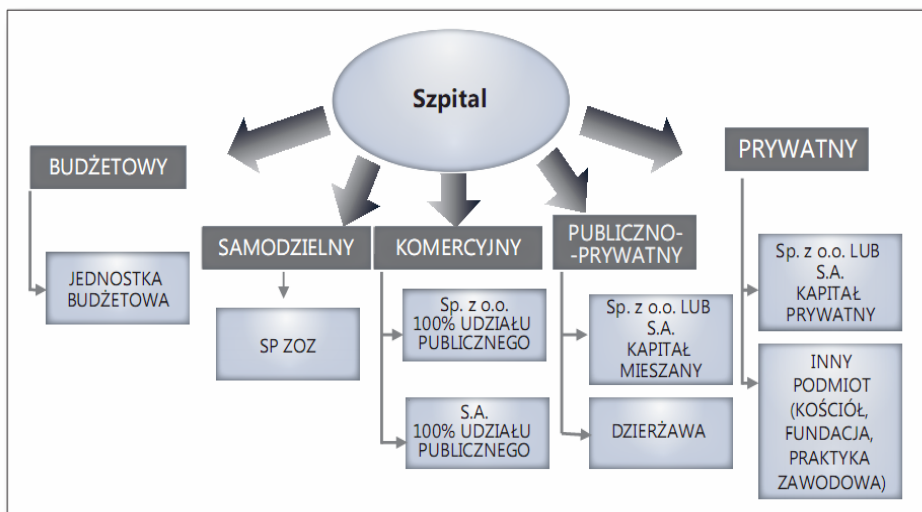 Szpital
BUDŻETOWY
JEDNOSTKA
BUDŻETOWA
SAMODZIELNY
SP ZOZ
KOMERCYJNY
Sp. z o.o.
100% UDZIAŁU
PUBLICZNEGO
S.A.
100% UDZIAŁU
PUBLICZNEGO
PUBLICZNO-
-PRYWATNY
Sp. z o.o. LUB
S.A.
KAPITAŁ
MIESZANY
DZIERŻAWA
PRYWATNY
Sp. z o.o. LUB
S.A.
KAPITAŁ
PRYWATNY
INNY
PODMIOT
(KOŚCIÓŁ,
FUNDACJA,
PRAKTYKA
ZAWODOWA)